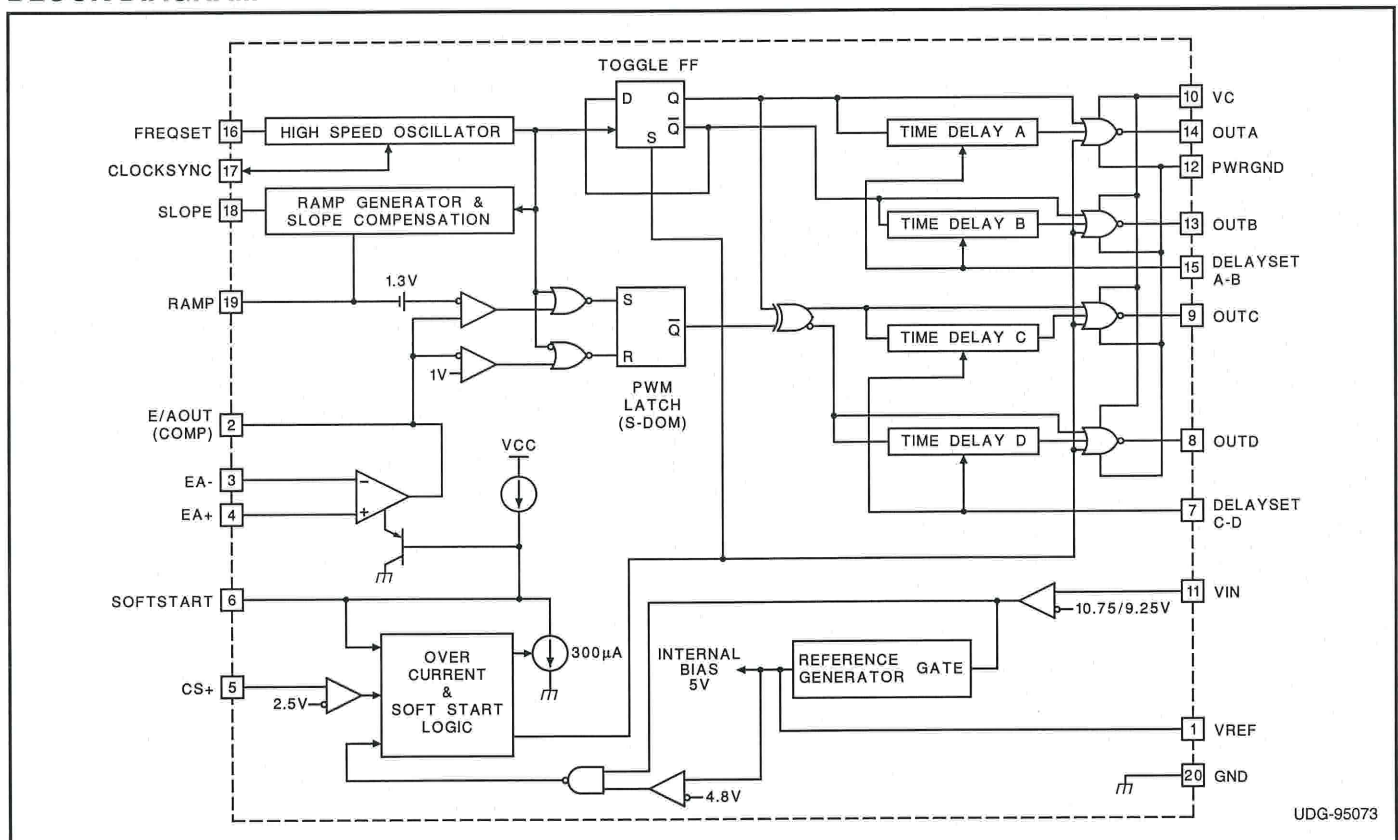 TOGGLE FF
D
Q
Q
S
FREQSET 16
HIGH SPEED OSCILLATOR
CLOCKSYNC 17
SLOPE 18
RAMP GENERATOR &
SLOPE COMPENSATION
RAMP 19
1.3V
1V
S
R
Q
PWM
LATCH
(S-DOM)
E/AOUT
(COMP)
2
EA- 3
EA+ 4
−
+
VCC
SOFTSTART 6
CS+ 5
2.5V
OVER
CURRENT
&
SOFT START
LOGIC
300µA
TIME DELAY A
TIME DELAY B
TIME DELAY C
TIME DELAY D
10 VC
14 OUTA
12 PWRGND
13 OUTB
15 DELAYSET
A-B
9 OUTC
8 OUTD
7 DELAYSET
C-D
11 VIN
10.75/9.25V
INTERNAL
BIAS
5V
REFERENCE
GENERATOR
GATE
1 VREF
4.8V
20 GND
UDG-95073